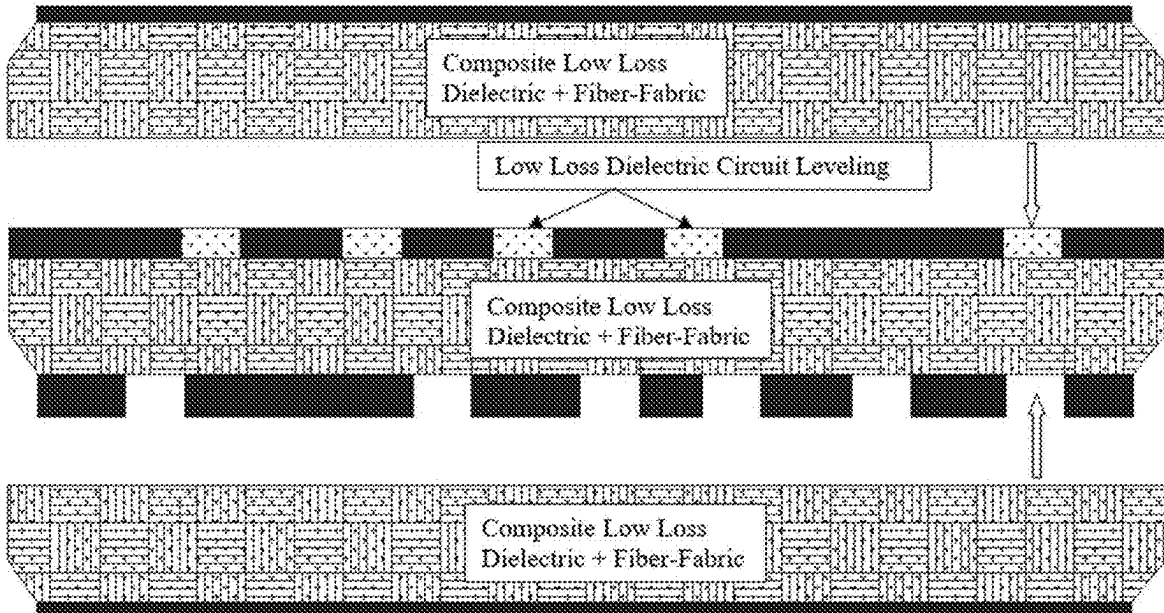 Composite Low Loss
Dielectric + Fiber-Fabric
Low Loss Dielectric Circuit Leveling
Composite Low Loss
Dielectric + Fiber-Fabric
Composite Low Loss
Dielectric + Fiber-Fabric